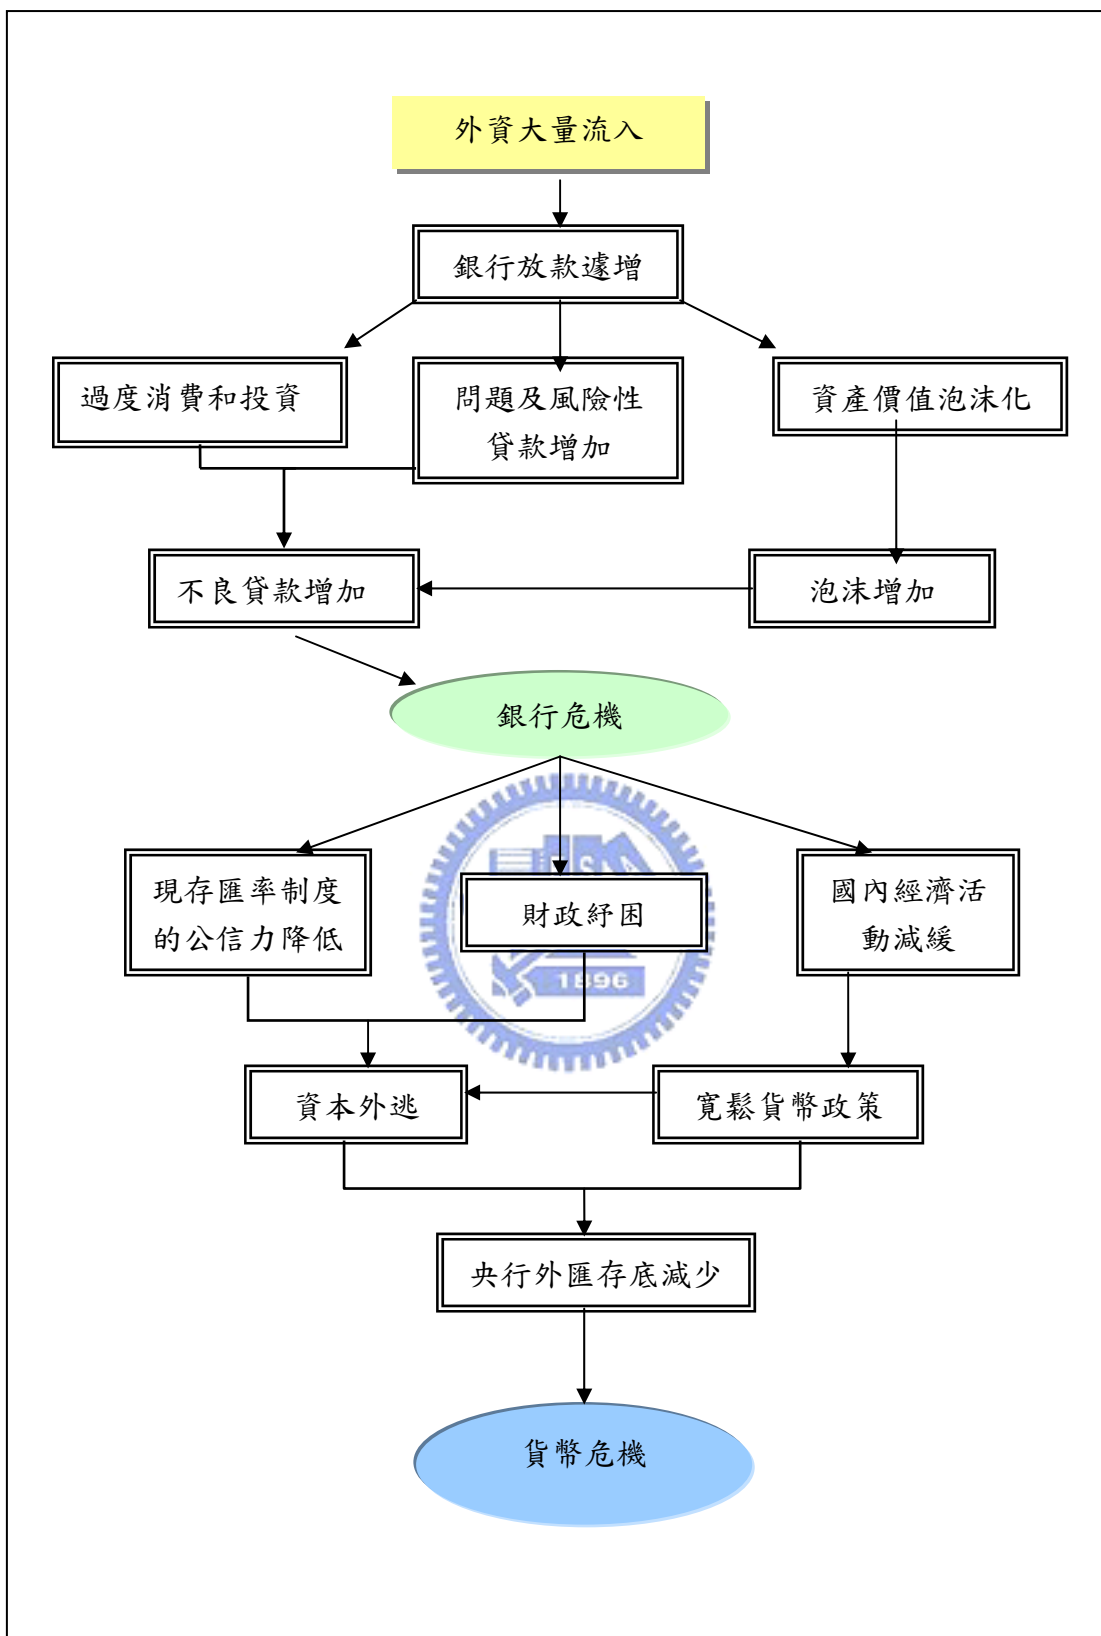 外資大量流入
銀行放款遽增
過度消費和投資
問題及風險性
貸款增加
資產價值泡沫化
不良貸款增加
泡沫增加
銀行危機
現存匯率制度
的公信力降低
財政紓困
國內經濟活
動減緩
1896
資本外逃
寬鬆貨幣政策
央行外匯存底減少
貨幣危機